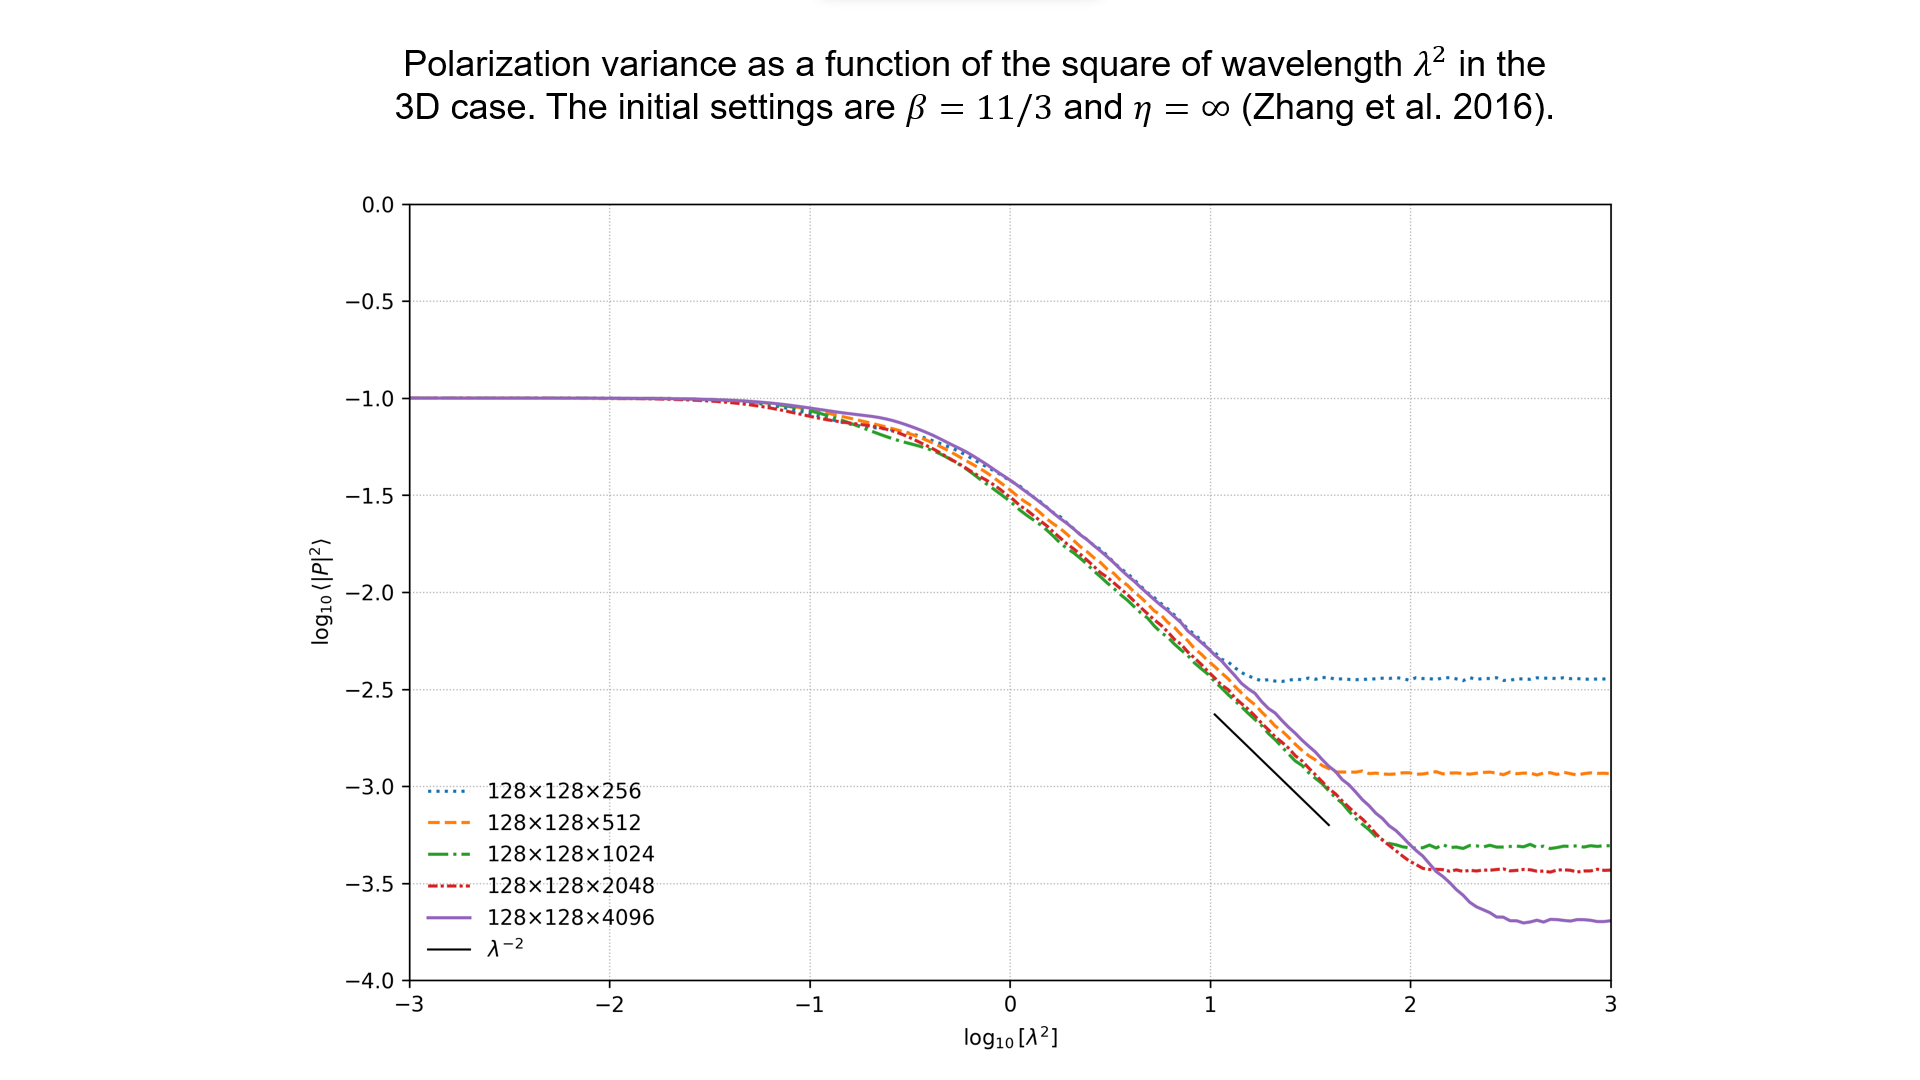 Polarization variance as a function of the square of wavelength λ² in the
3D case. The initial settings are β = 11/3 and η = ∞ (Zhang et al. 2016).
0.0
−0.5
−1.0
−1.5
−2.0
−2.5
−3.0
−3.5
−4.0
log₁₀⟨|P|²⟩
128×128×256
128×128×512
128×128×1024
128×128×2048
128×128×4096
λ⁻²
−3 −2 −1 0 1 2 3
log₁₀[λ²]